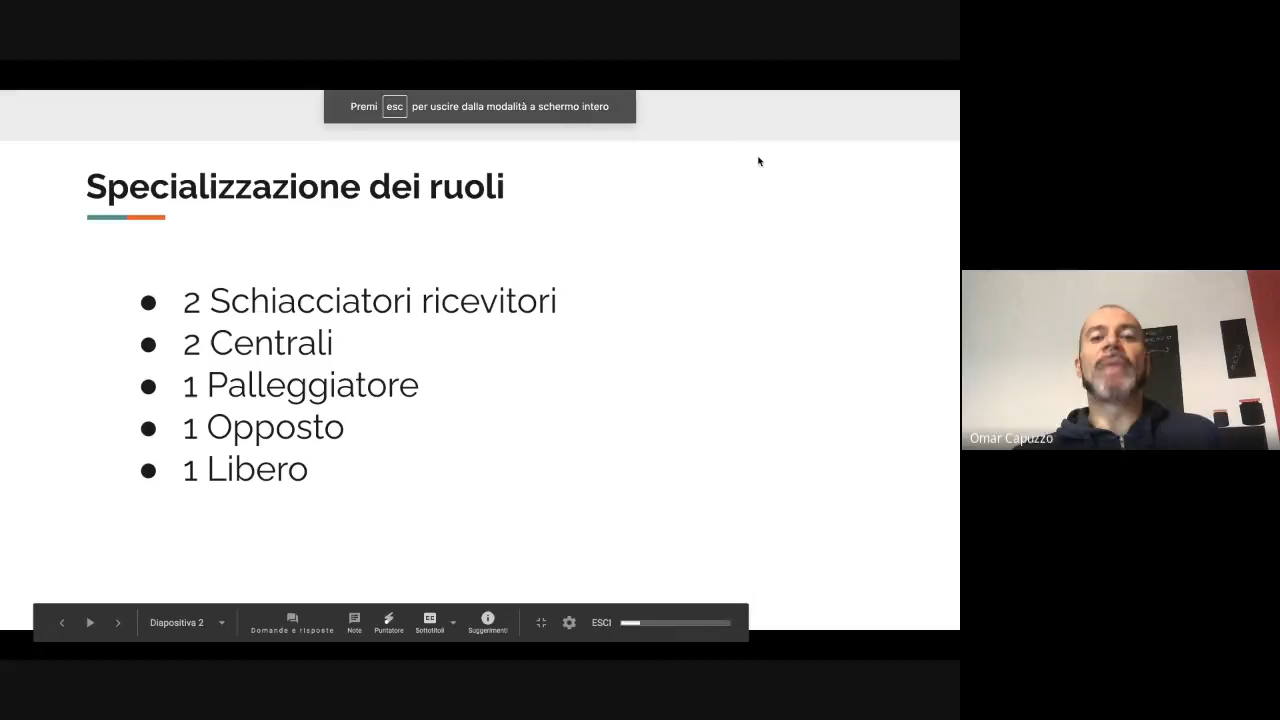 Premi esc per uscire dalla modalità a schermo intero
Specializzazione dei ruoli
● 2 Schiacciatori ricevitori
● 2 Centrali
● 1 Palleggiatore
● 1 Opposto
● 1 Libero
Omar Capuzzo
Diapositiva 2
Domande e risposte
Note
Puntatore
CC
Sottotitoli
Suggerimenti
ESCI